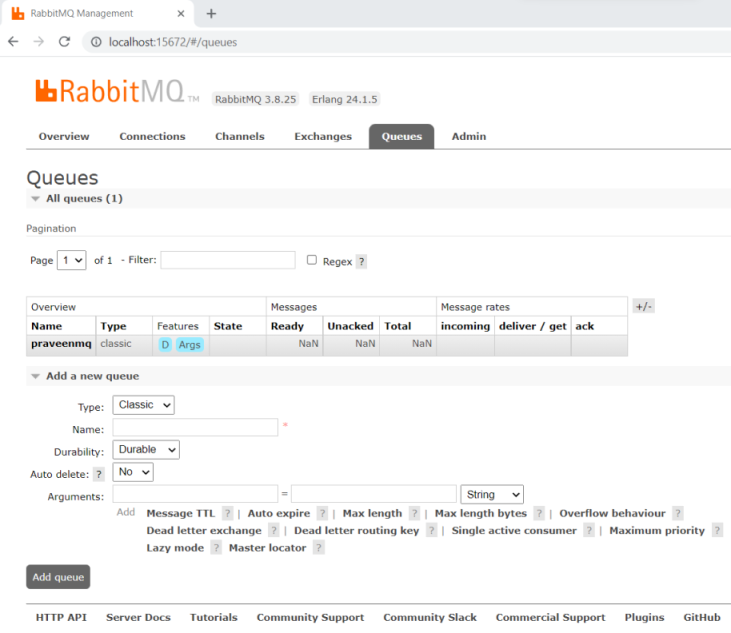 RabbitMQ Management
localhost:15672/#/queues
RabbitMQ TM RabbitMQ 3.8.25 Erlang 24.1.5
Overview Connections Channels Exchanges Queues Admin
Queues
All queues (1)
Pagination
Page 1 of 1 - Filter: Regex ?
Overview Messages Message rates +/-
Name Type Features State Ready Unacked Total incoming deliver / get ack
praveenmq classic D Args NaN NaN NaN
Add a new queue
Type: Classic
Name: *
Durability: Durable
Auto delete: ? No
Arguments: = String
Add Message TTL ? | Auto expire ? | Max length ? | Max length bytes ? | Overflow behaviour ?
Dead letter exchange ? | Dead letter routing key ? | Single active consumer ? | Maximum priority ?
Lazy mode ? Master locator ?
Add queue
HTTP API Server Docs Tutorials Community Support Community Slack Commercial Support Plugins GitHub